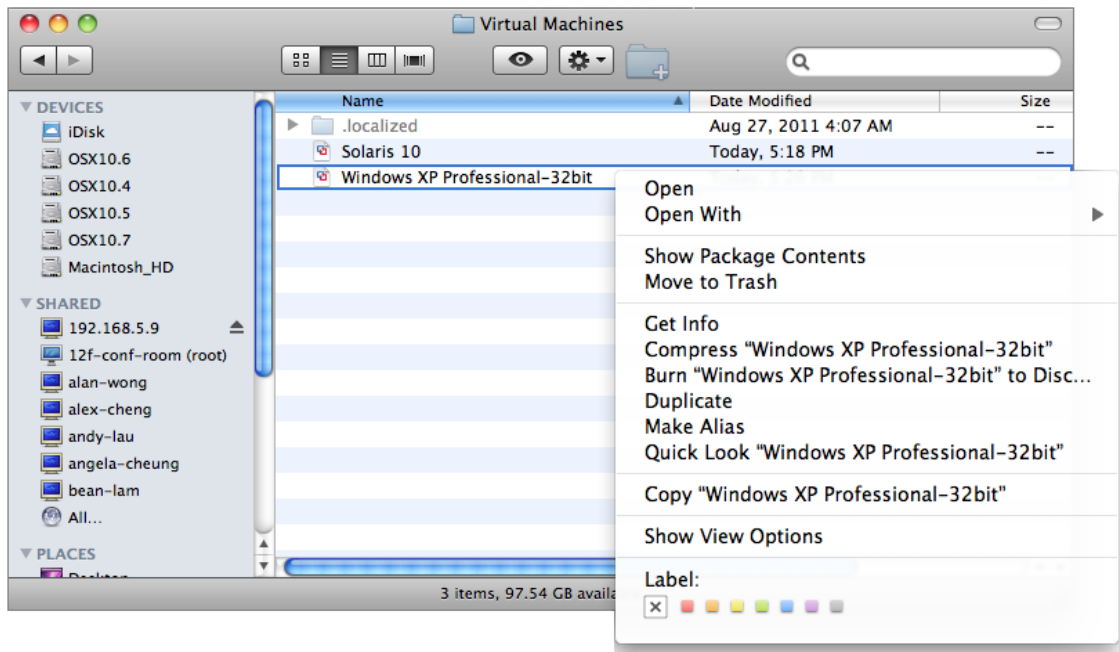 Virtual Machines
DEVICES
iDisk
OSX10.6
OSX10.4
OSX10.5
OSX10.7
Macintosh_HD
SHARED
192.168.5.9
12f-conf-room (root)
alan-wong
alex-cheng
andy-lau
angela-cheung
bean-lam
All...
PLACES
Desktop
Name Date Modified Size
.localized Aug 27, 2011 4:07 AM --
Solaris 10 Today, 5:18 PM --
Windows XP Professional-32bit
3 items, 97.54 GB availa
Open
Open With
Show Package Contents
Move to Trash
Get Info
Compress “Windows XP Professional-32bit”
Burn “Windows XP Professional-32bit” to Disc...
Duplicate
Make Alias
Quick Look “Windows XP Professional-32bit”
Copy “Windows XP Professional-32bit”
Show View Options
Label: